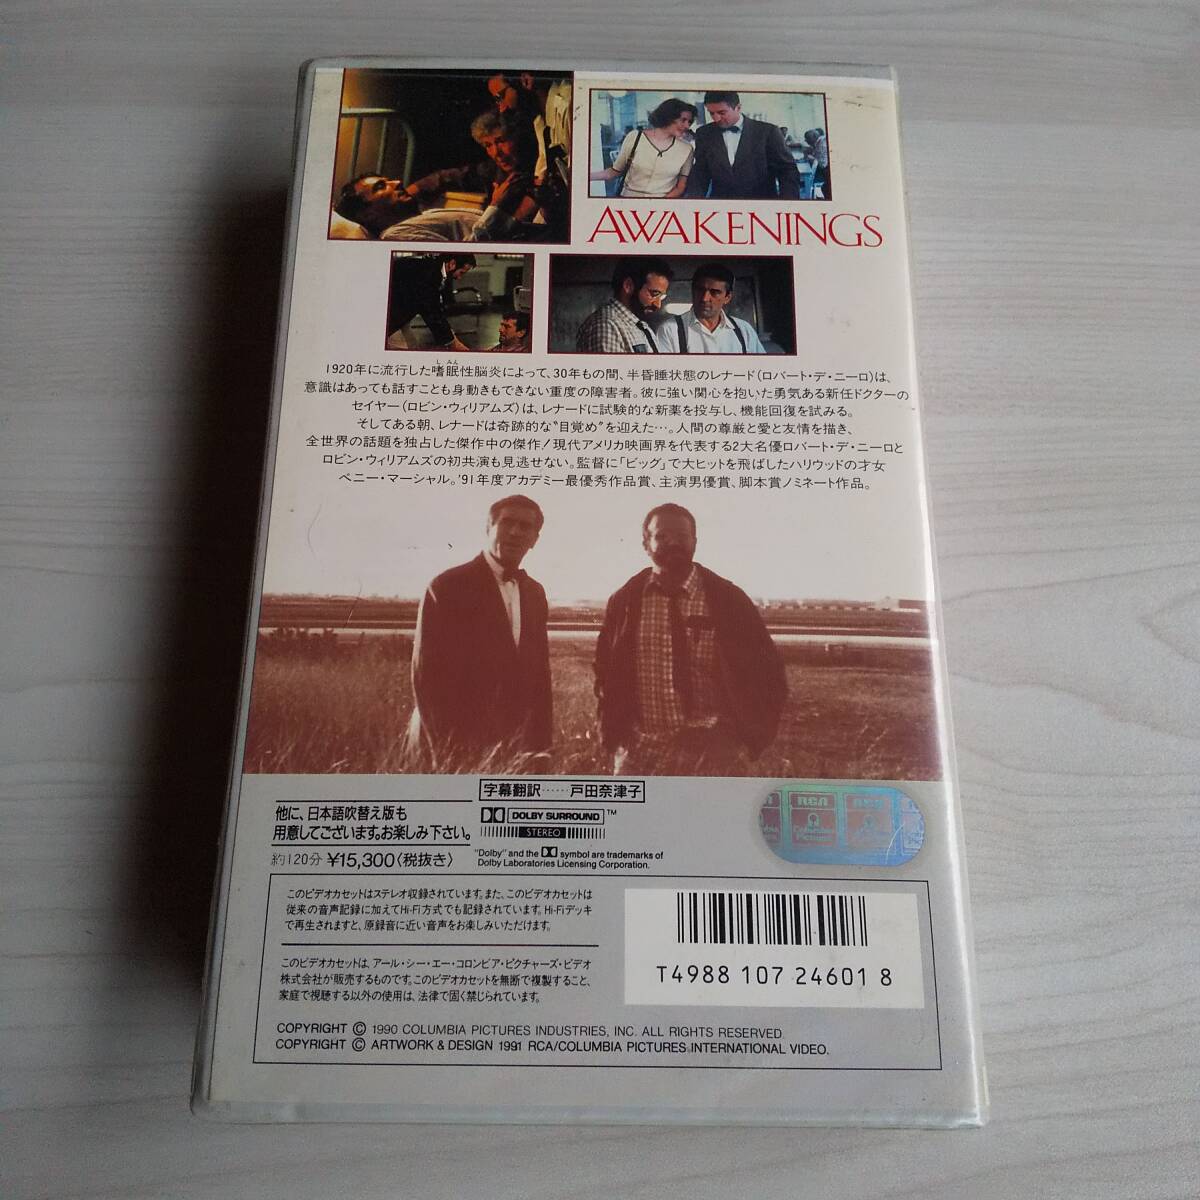 AWAKENINGS
しみん
1920年に流行した嗜眠性脳炎によって、30年もの間、半昏睡状態のレナード(ロバート・デ・ニーロ)は、
意識はあっても話すことも身動きもできない重度の障害者。彼に強い関心を抱いた勇気ある新任ドクターの
セイヤー(ロビン・ウィリアムズ)は、レナードに試験的な新薬を投与し、機能回復を試みる。
そしてある朝、レナードは奇跡的な“目覚め”を迎えた…。人間の尊厳と愛と友情を描き、
全世界の話題を独占した傑作中の傑作!現代アメリカ映画界を代表する2大名優ロバート・デ・ニーロと
ロビン・ウィリアムズの初共演も見逃せない。監督に「ビッグ」で大ヒットを飛ばしたハリウッドの才女
ペニー・マーシャル。'91年度アカデミー最優秀作品賞、主演男優賞、脚本賞ノミネート作品。
他に、日本語吹替え版も
用意してございます。お楽しみ下さい。
約120分 ¥15,300〈税抜き〉
字幕翻訳……戸田奈津子
DOLBY SURROUND™
STEREO
"Dolby" and the symbol are trademarks of
Dolby Laboratories Licensing Corporation.
RCA
Columbia
Pictures
このビデオカセットはステレオ収録されています。また、このビデオカセットは
従来の音声記録に加えてHi-Fi方式でも記録されています。Hi-Fiデッキ
で再生されますと、原録音に近い音声をお楽しみいただけます。
このビデオカセットは、アール・シー・エー・コロンビア・ピクチャーズ・ビデオ
株式会社が販売するものです。このビデオカセットを無断で複製すること、
家庭で視聴する以外の使用は、法律で固く禁じられています。
T4988 107 24601 8
COPYRIGHT © 1990 COLUMBIA PICTURES INDUSTRIES, INC. ALL RIGHTS RESERVED.
COPYRIGHT © ARTWORK & DESIGN 1991 RCA/COLUMBIA PICTURES INTERNATIONAL VIDEO.